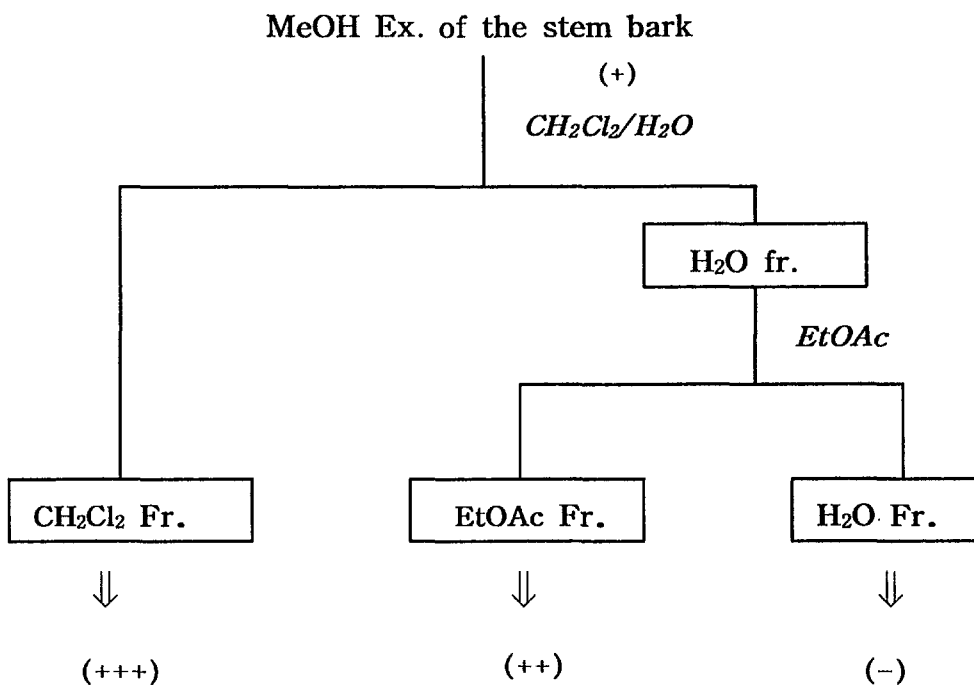 MeOH Ex. of the stem bark
(+)
CH₂Cl₂/H₂O
H₂O fr.
EtOAc
CH₂Cl₂ Fr.
EtOAc Fr.
H₂O Fr.
⇓ ⇓ ⇓
(+++) (++) (-)